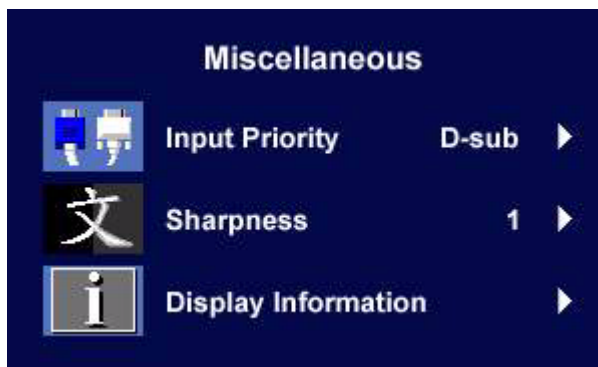 Miscellaneous
Input Priority D-sub
文 Sharpness 1
i Display Information